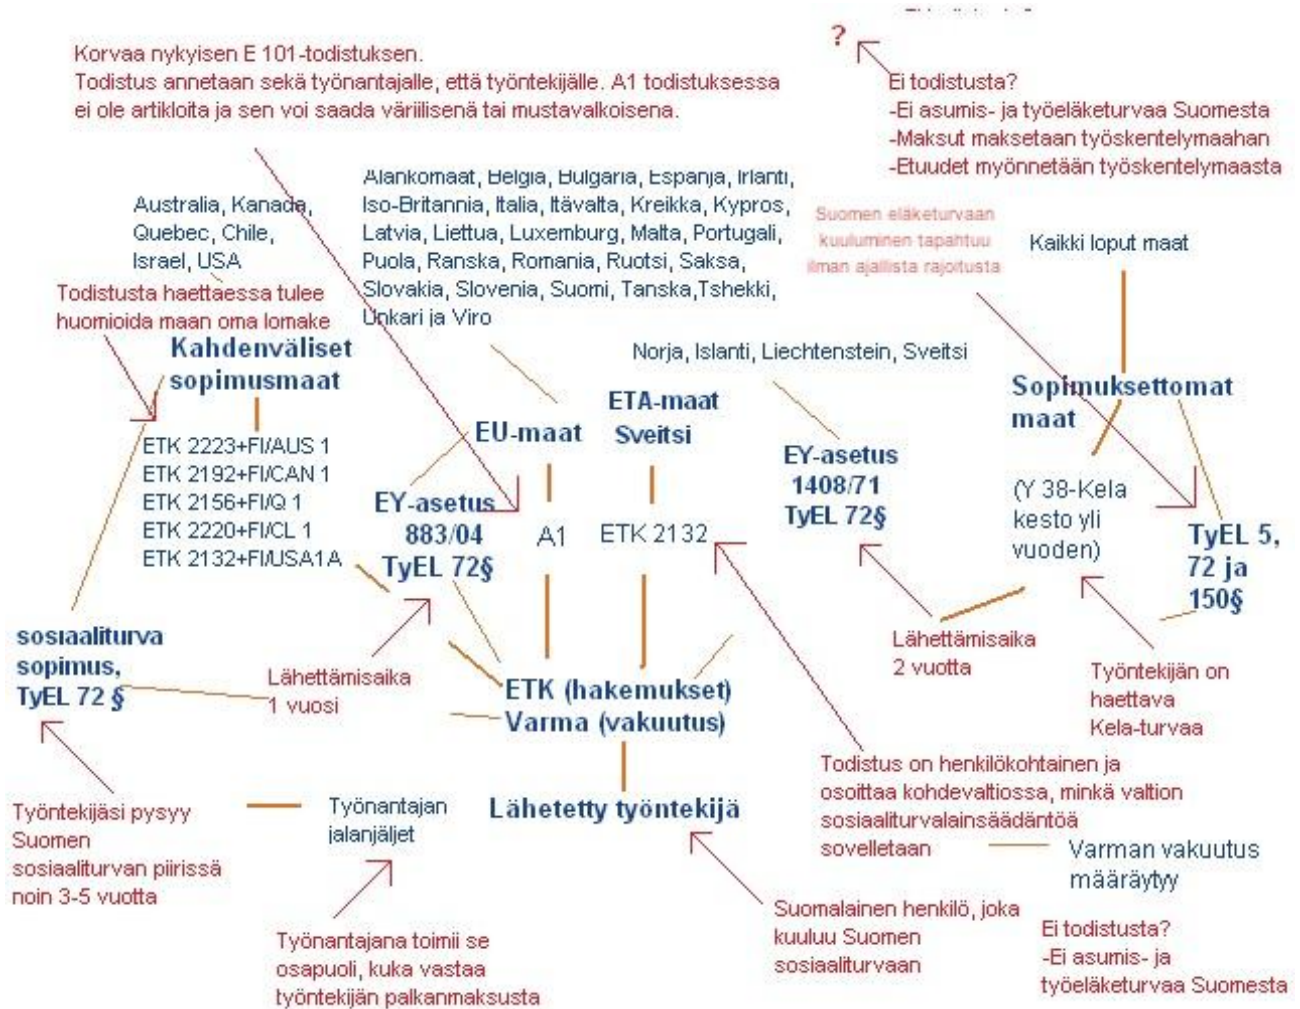 Korvaa nykyisen E 101-todistuksen.
Todistus annetaan sekä työnantajalle, että työntekijälle. A1 todistuksessa
ei ole artikloita ja sen voi saada väriilisenä tai mustavalkoisena.
?
Ei todistusta?
-Ei asumis- ja työeläketurvaa Suomesta
-Maksut maksetaan työskentelymaahan
-Etuudet myönnetään työskentelymaasta
Australia, Kanada,
Quebec, Chile,
Israel, USA
Alankomaat, Belgia, Bulgaria, Espanja, Irlanti,
Iso-Britannia, Italia, Itävalta, Kreikka, Kypros,
Latvia, Liettua, Luxemburg, Malta, Portugali,
Puola, Ranska, Romania, Ruotsi, Saksa,
Slovakia, Slovenia, Suomi, Tanska,Tshekki,
Unkari ja Viro
Suomen eläketurvaan
kuuluminen tapahtuu
ilman ajallista rajoitusta
Kaikki loput maat
Todistusta haettaessa tulee
huomioida maan oma lomake
Kahdenväliset
sopimusmaat
Norja, Islanti, Liechtenstein, Sveitsi
Sopimuksettomat
maat
ETA-maat
Sveitsi
EU-maat
ETK 2223+FI/AUS 1
ETK 2192+FI/CAN 1
ETK 2156+FI/Q 1
ETK 2220+FI/CL 1
ETK 2132+FI/USA1A
EY-asetus
883/04
TyEL 72§
A1
ETK 2132
EY-asetus
1408/71
TyEL 72§
(Y 38-Kela
kesto yli
vuoden)
TyEL 5,
72 ja
150§
sosiaaliturva
sopimus,
TyEL 72 §
Lähettämisaika
1 vuosi
ETK (hakemukset)
Varma (vakuutus)
Lähettämisaika
2 vuotta
Työntekijän on
haettava
Kela-turvaa
Työntekijäsi pysyy
Suomen
sosiaaliturvan piirissä
noin 3-5 vuotta
Työnantajan
jalanjäljet
Lähetetty työntekijä
Todistus on henkilökohtainen ja
osoittaa kohdevaltiossa, minkä valtion
sosiaaliturvalainsäädäntöä
sovelletaan
Varman vakuutus
määräytyy
Työnantajana toimii se
osapuoli, kuka vastaa
työntekijän palkanmaksusta
Suomalainen henkilö, joka
kuuluu Suomen
sosiaaliturvaan
Ei todistusta?
-Ei asumis- ja
työeläketurvaa Suomesta